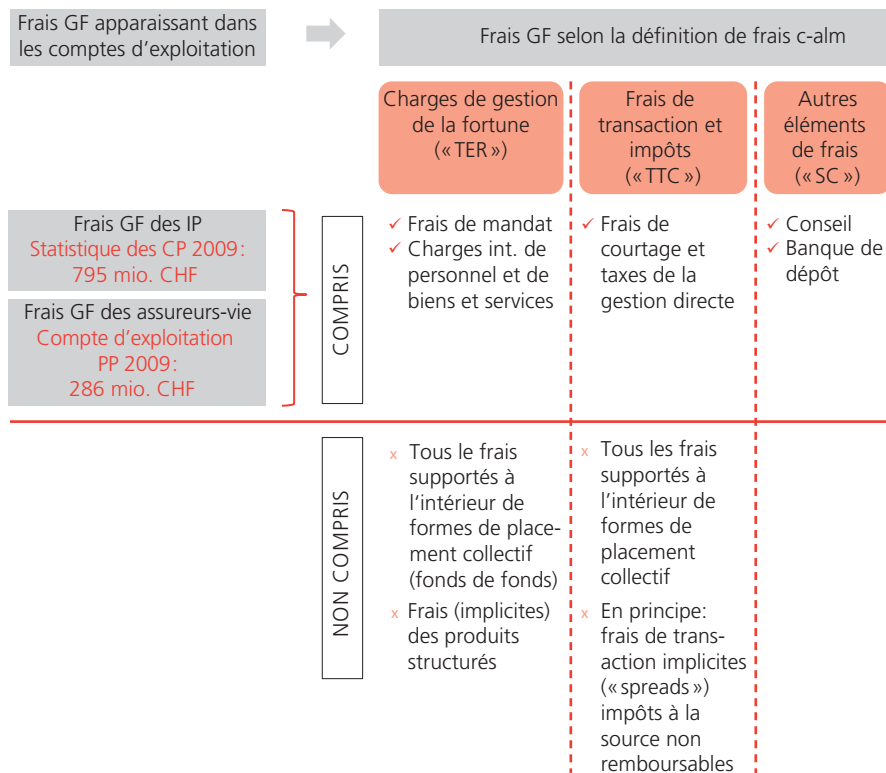 Frais GF apparaissant dans
les comptes d'exploitation
Frais GF selon la définition de frais c-alm
Charges de gestion
de la fortune
(« TER »)
Frais de
transaction et
impôts
(« TTC »)
Autres
éléments
de frais
(« SC »)
Frais GF des IP
Statistique des CP 2009:
795 mio. CHF
Frais GF des assureurs-vie
Compte d'exploitation
PP 2009:
286 mio. CHF
COMPRIS
✓ Frais de mandat
✓ Charges int. de
personnel et de
biens et services
✓ Frais de
courtage et
taxes de la
gestion directe
✓ Conseil
✓ Banque de
dépôt
NON COMPRIS
x Tous le frais
supportés à
l'intérieur de
formes de place-
ment collectif
(fonds de fonds)
x Frais (implicites)
des produits
structurés
x Tous les frais
supportés à
l'intérieur de
formes de
placement
collectif
x En principe:
frais de trans-
action implicites
(« spreads »)
impôts à la
source non
remboursables